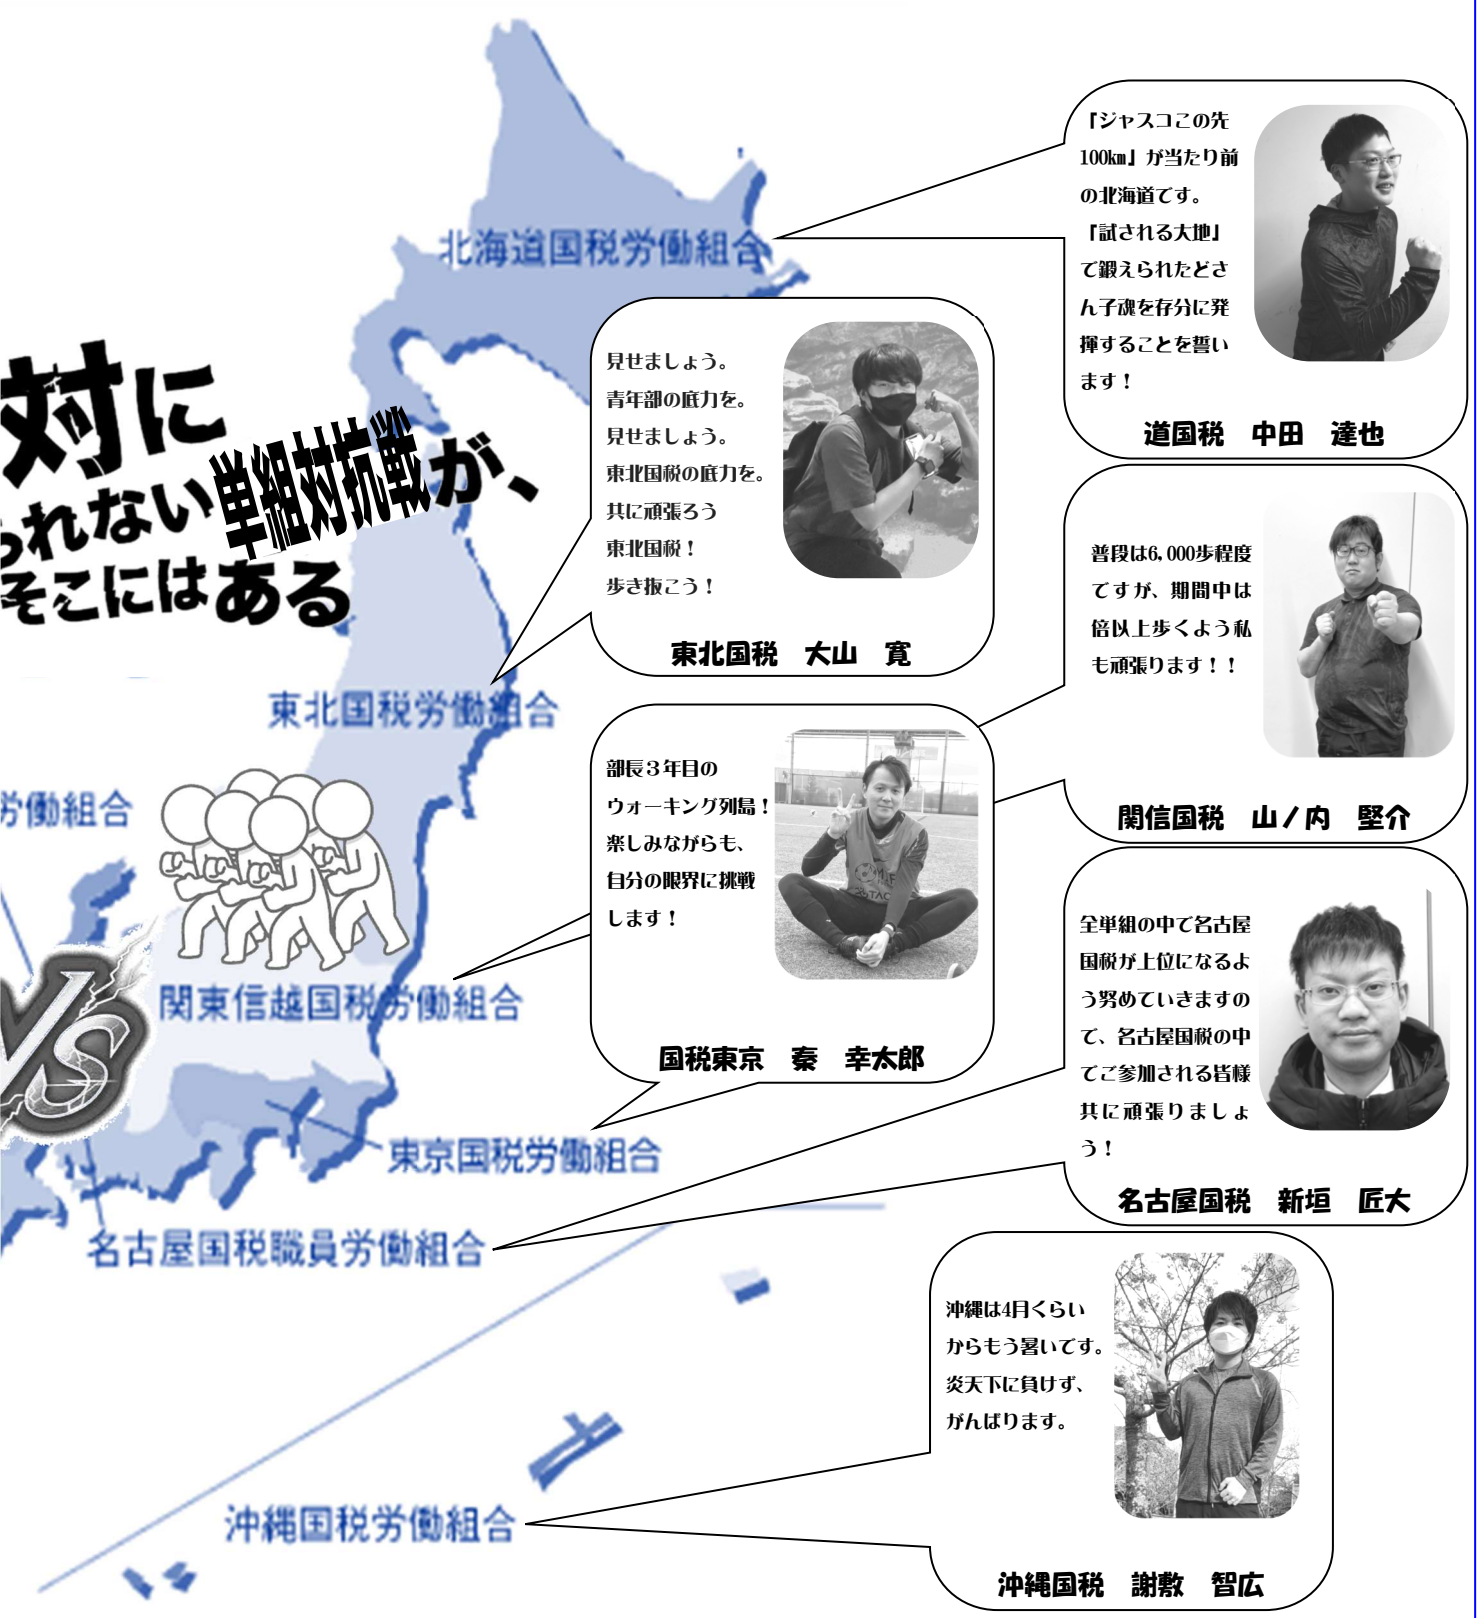 対に
られない単組対抗戦が、
そこにはある
北海道国税労働組合
東北国税労働組合
労働組合
関東信越国税労働組合
VS
東京国税労働組合
名古屋国税職員労働組合
沖縄国税労働組合
「ジャスコこの先
100km」が当たり前
の北海道です。
「試される大地」
で鍛えられたどさ
ん子魂を存分に発
揮することを誓い
ます！
道国税 中田 達也
見せましょう。
青年部の底力を。
見せましょう。
東北国税の底力を。
共に頑張ろう
東北国税！
歩き抜こう！
東北国税 大山 寛
普段は6,000歩程度
ですが、期間中は
倍以上歩くよう私
も頑張ります！！
関信国税 山ノ内 堅介
部長３年目の
ウォーキング列島！
楽しみながらも、
自分の限界に挑戦
します！
国税東京 秦 幸太郎
全単組の中で名古屋
国税が上位になるよ
う努めていきますの
で、名古屋国税の中
でご参加される皆様
共に頑張りましょ
う！
名古屋国税 新垣 匠大
沖縄は4月くらい
からもう暑いです。
炎天下に負けず、
がんばります。
沖縄国税 謝敷 智広